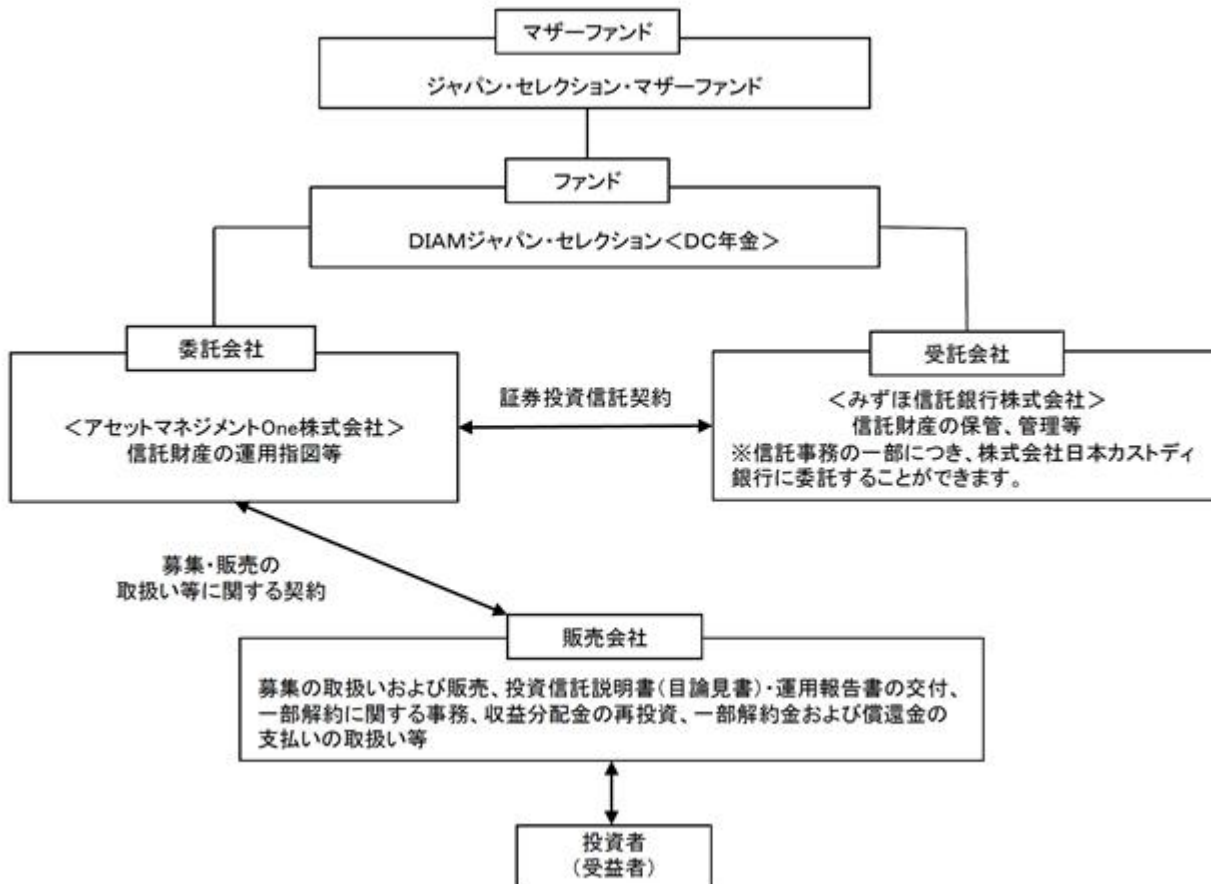 マザーファンド
ジャパン・セレクション・マザーファンド
ファンド
DIAMジャパン・セレクション＜DC年金＞
委託会社
＜アセットマネジメントOne株式会社＞
信託財産の運用指図等
証券投資信託契約
受託会社
＜みずほ信託銀行株式会社＞
信託財産の保管、管理等
※信託事務の一部につき、株式会社日本カストディ
銀行に委託することができます。
募集・販売の
取扱い等に関する契約
販売会社
募集の取扱いおよび販売、投資信託説明書（目論見書）・運用報告書の交付、
一部解約に関する事務、収益分配金の再投資、一部解約金および償還金の
支払いの取扱い等
投資者
（受益者）